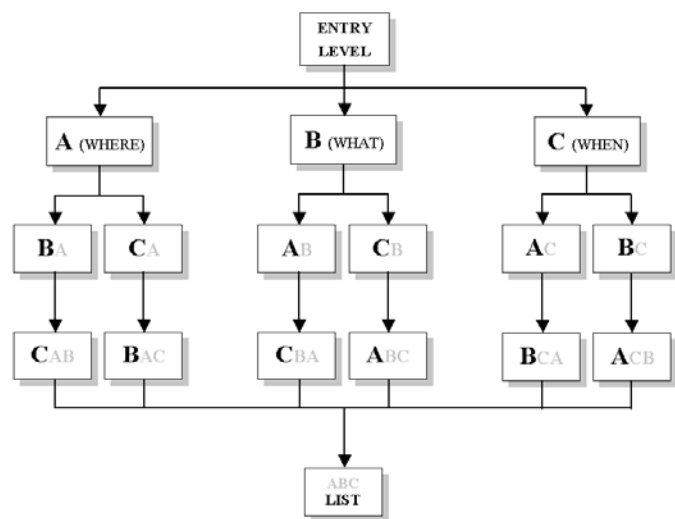 ENTRY
LEVEL
A (WHERE)
B (WHAT)
C (WHEN)
BA
CA
AB
CB
AC
BC
CAB
BAC
CBA
ABC
BCA
ACB
ABC
LIST